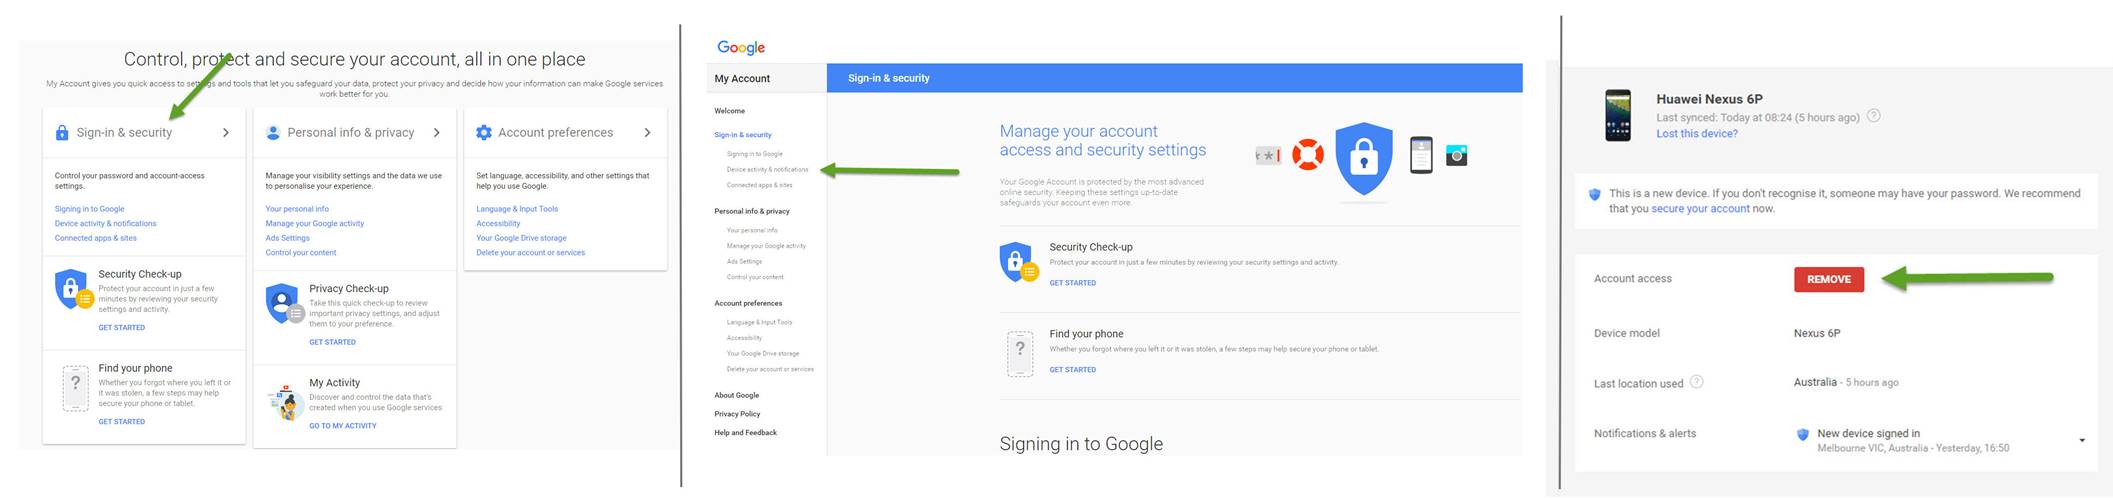 Control, protect and secure your account, all in one place
My Account gives you quick access to settings and tools that let you safeguard your data, protect your privacy and decide how your information can make Google services
work better for you.
Sign-in & security
Control your password and account-access
settings.
Signing in to Google
Device activity & notifications
Connected apps & sites
Security Check-up
Protect your account in just a few
minutes by reviewing your security
settings and activity.
GET STARTED
Find your phone
Whether you forgot where you left it or
it was stolen, a few steps may help
secure your phone or tablet.
GET STARTED
Personal info & privacy
Manage your visibility settings and the data we use
to personalise your experience.
Your personal info
Manage your Google activity
Ads Settings
Control your content
Privacy Check-up
Take this quick check-up to review
important privacy settings, and adjust
them to your preference.
GET STARTED
My Activity
Discover and control the data that's
created when you use Google services
GO TO MY ACTIVITY
Account preferences
Set language, accessibility, and other settings that
help you use Google.
Language & Input Tools
Accessibility
Your Google Drive storage
Delete your account or services
Google
My Account
Welcome
Sign-in & security
Signing in to Google
Device activity & notifications
Connected apps & sites
Personal info & privacy
Your personal info
Manage your Google activity
Ads Settings
Control your content
Account preferences
Language & Input Tools
Accessibility
Your Google Drive storage
Delete your account or services
About Google
Privacy Policy
Help and Feedback
Sign-in & security
Manage your account
access and security settings
Your Google Account is protected by the most advanced
online security. Keeping these settings up-to-date
safeguards your account even more.
Security Check-up
Protect your account in just a few minutes by reviewing your security settings and activity.
GET STARTED
Find your phone
Whether you forgot where you left it or it was stolen, a few steps may help secure your phone or tablet.
GET STARTED
Signing in to Google
Huawei Nexus 6P
Last synced: Today at 08:24 (5 hours ago)
Lost this device?
This is a new device. If you don't recognise it, someone may have your password. We recommend
that you secure your account now.
Account access
REMOVE
Device model
Nexus 6P
Last location used
Australia - 5 hours ago
Notifications & alerts
New device signed in
Melbourne VIC, Australia - Yesterday, 16:50